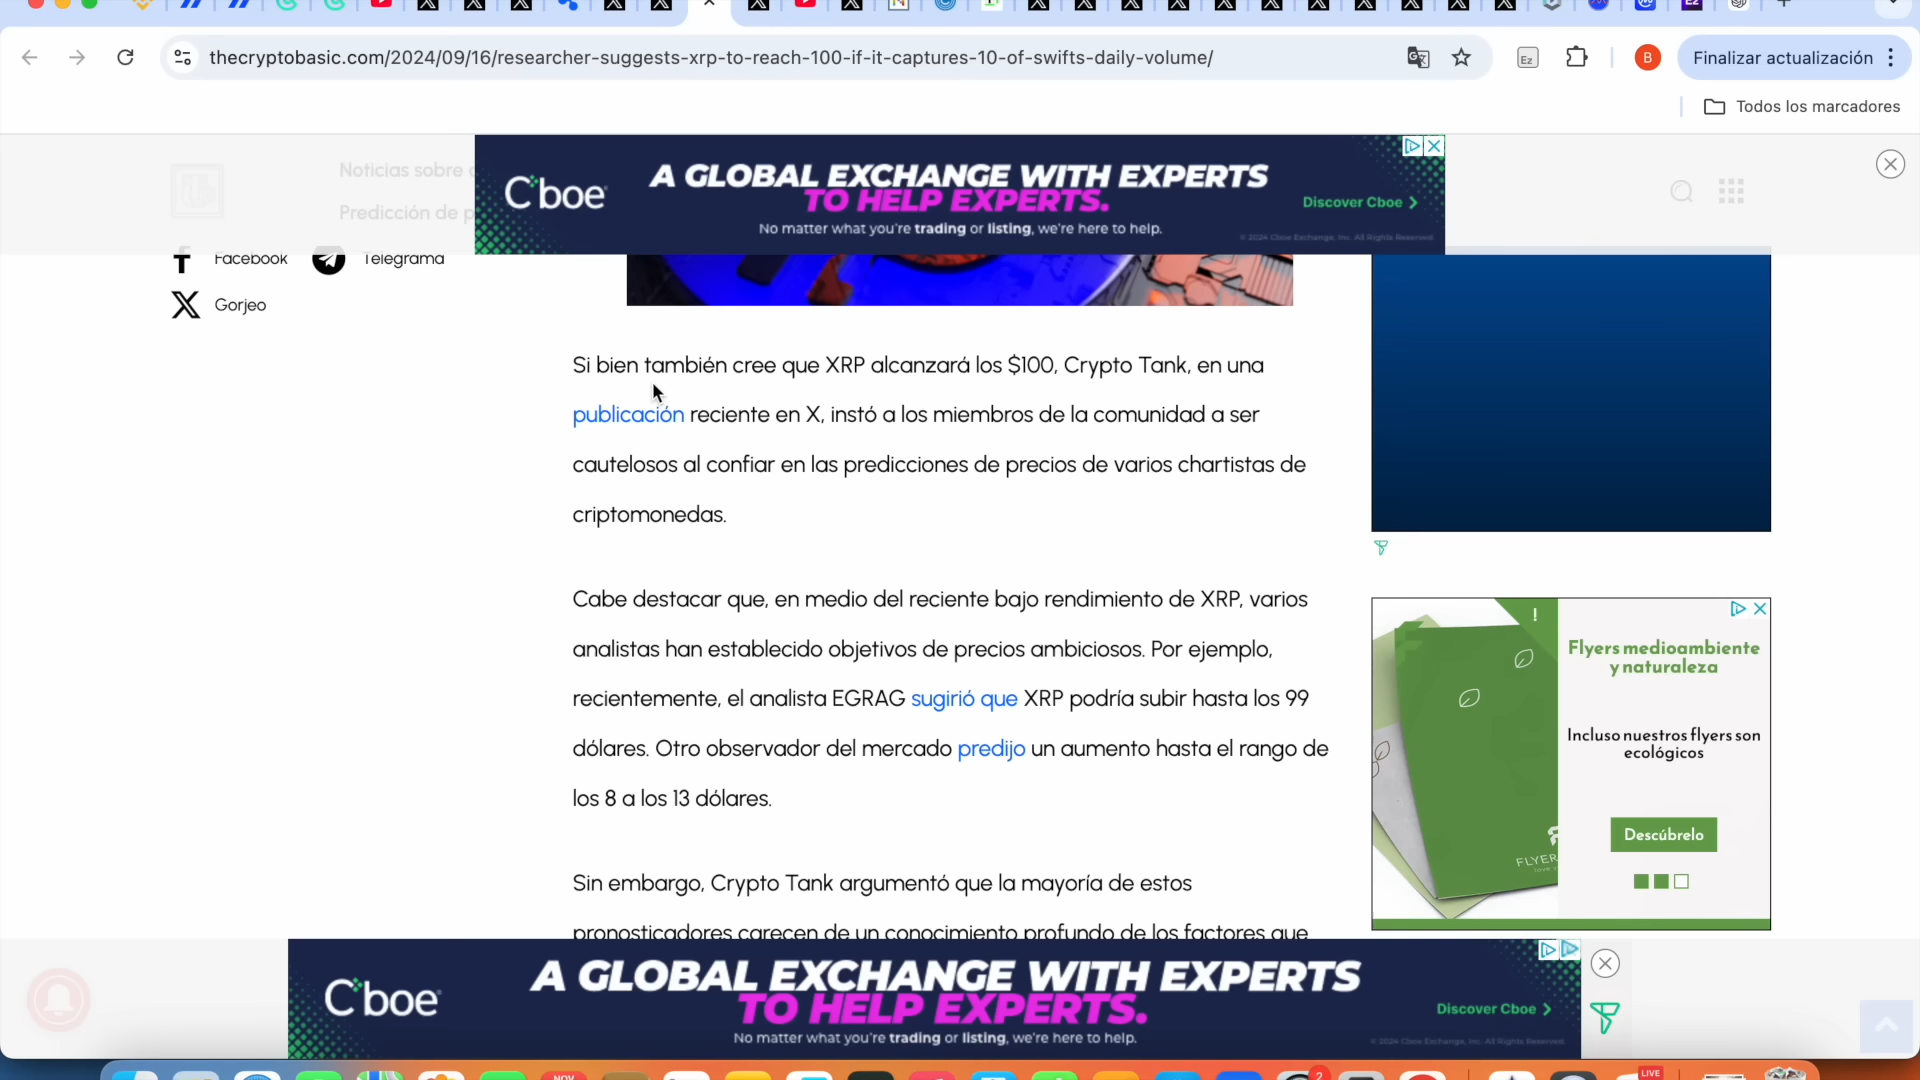 thecryptobasic.com/2024/09/16/researcher-suggests-xrp-to-reach-100-if-it-captures-10-of-swifts-daily-volume/
Ez
B
Finalizar actualización
Todos los marcadores
Noticias sobre
Predicción de p
Cboe
A GLOBAL EXCHANGE WITH EXPERTS
TO HELP EXPERTS.
No matter what you're trading or listing, we're here to help.
Discover Cboe
© 2024 Cboe Exchange, Inc. All Rights Reserved.
Facebook
Telegrama
Gorjeo
Si bien también cree que XRP alcanzará los $100, Crypto Tank, en una
publicación reciente en X, instó a los miembros de la comunidad a ser
cautelosos al confiar en las predicciones de precios de varios chartistas de
criptomonedas.
Cabe destacar que, en medio del reciente bajo rendimiento de XRP, varios
analistas han establecido objetivos de precios ambiciosos. Por ejemplo,
recientemente, el analista EGRAG sugirió que XRP podría subir hasta los 99
dólares. Otro observador del mercado predijo un aumento hasta el rango de
los 8 a los 13 dólares.
Sin embargo, Crypto Tank argumentó que la mayoría de estos
pronosticadores carecen de un conocimiento profundo de los factores que
Flyers medioambiente
y naturaleza
Incluso nuestros flyers son
ecológicos
Descúbrelo
FLYER
Cboe
A GLOBAL EXCHANGE WITH EXPERTS
TO HELP EXPERTS.
No matter what you're trading or listing, we're here to help.
Discover Cboe
© 2024 Cboe Exchange, Inc. All Rights Reserved.
NOV
2
LIVE